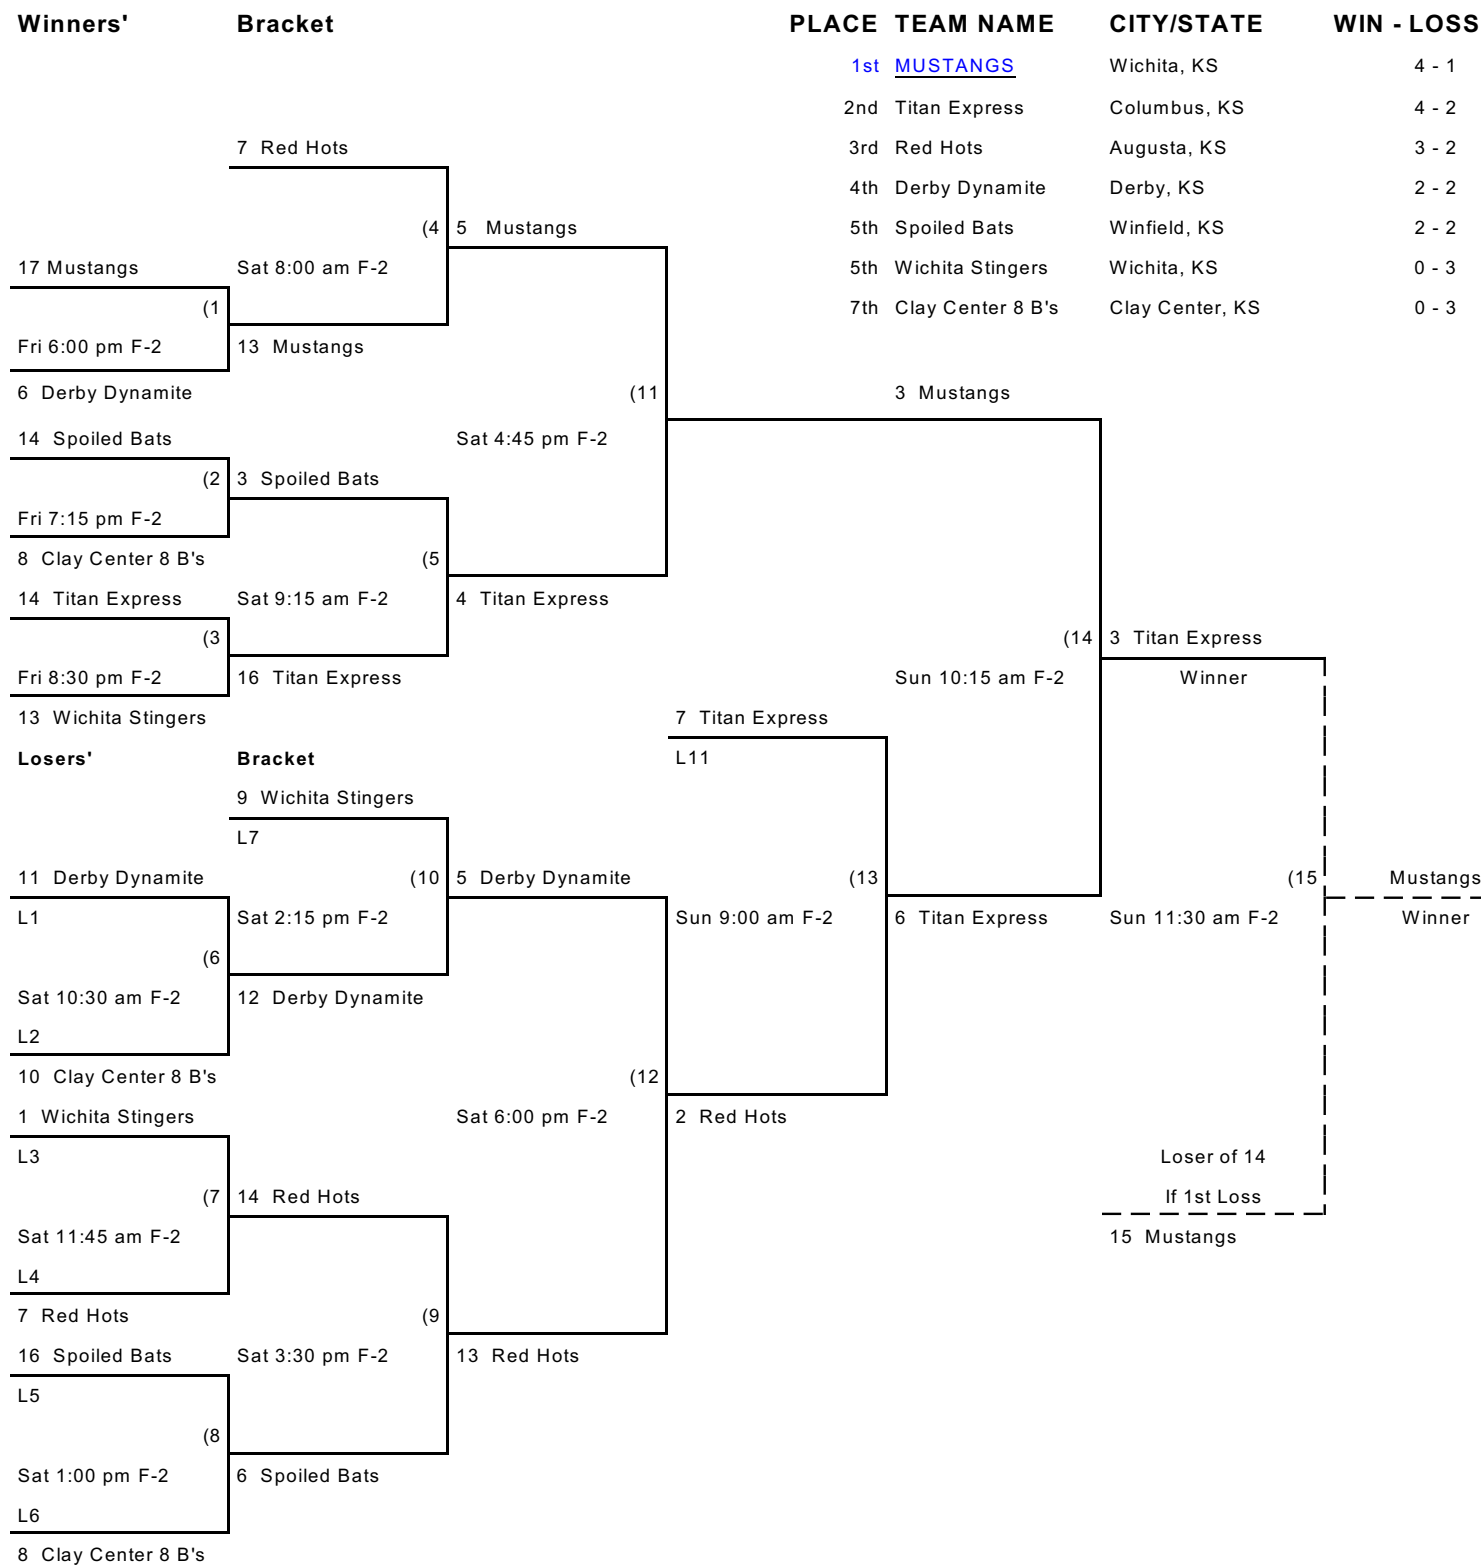 Winners' Bracket PLACE TEAM NAME CITY/STATE WIN - LOSS
1st MUSTANGS Wichita, KS 4 - 1
2nd Titan Express Columbus, KS 4 - 2
7 Red Hots 3rd Red Hots Augusta, KS 3 - 2
4th Derby Dynamite Derby, KS 2 - 2
(4 5 Mustangs 5th Spoiled Bats Winfield, KS 2 - 2
17 Mustangs Sat 8:00 am F-2 5th Wichita Stingers Wichita, KS 0 - 3
(1 7th Clay Center 8 B's Clay Center, KS 0 - 3
Fri 6:00 pm F-2 13 Mustangs
6 Derby Dynamite (11 3 Mustangs
14 Spoiled Bats Sat 4:45 pm F-2
(2 3 Spoiled Bats
Fri 7:15 pm F-2
8 Clay Center 8 B's (5
14 Titan Express Sat 9:15 am F-2 4 Titan Express
(3 (14 3 Titan Express
Fri 8:30 pm F-2 16 Titan Express Sun 10:15 am F-2 Winner
13 Wichita Stingers 7 Titan Express
Losers' Bracket L11
9 Wichita Stingers
L7
11 Derby Dynamite (10 5 Derby Dynamite (13 (15 Mustangs
L1 Sat 2:15 pm F-2 Sun 9:00 am F-2 6 Titan Express Sun 11:30 am F-2 Winner
(6
Sat 10:30 am F-2 12 Derby Dynamite
L2
10 Clay Center 8 B's (12
1 Wichita Stingers Sat 6:00 pm F-2 2 Red Hots
L3 Loser of 14
(7 14 Red Hots If 1st Loss
Sat 11:45 am F-2 15 Mustangs
L4
7 Red Hots (9
16 Spoiled Bats Sat 3:30 pm F-2 13 Red Hots
L5
(8
Sat 1:00 pm F-2 6 Spoiled Bats
L6
8 Clay Center 8 B's